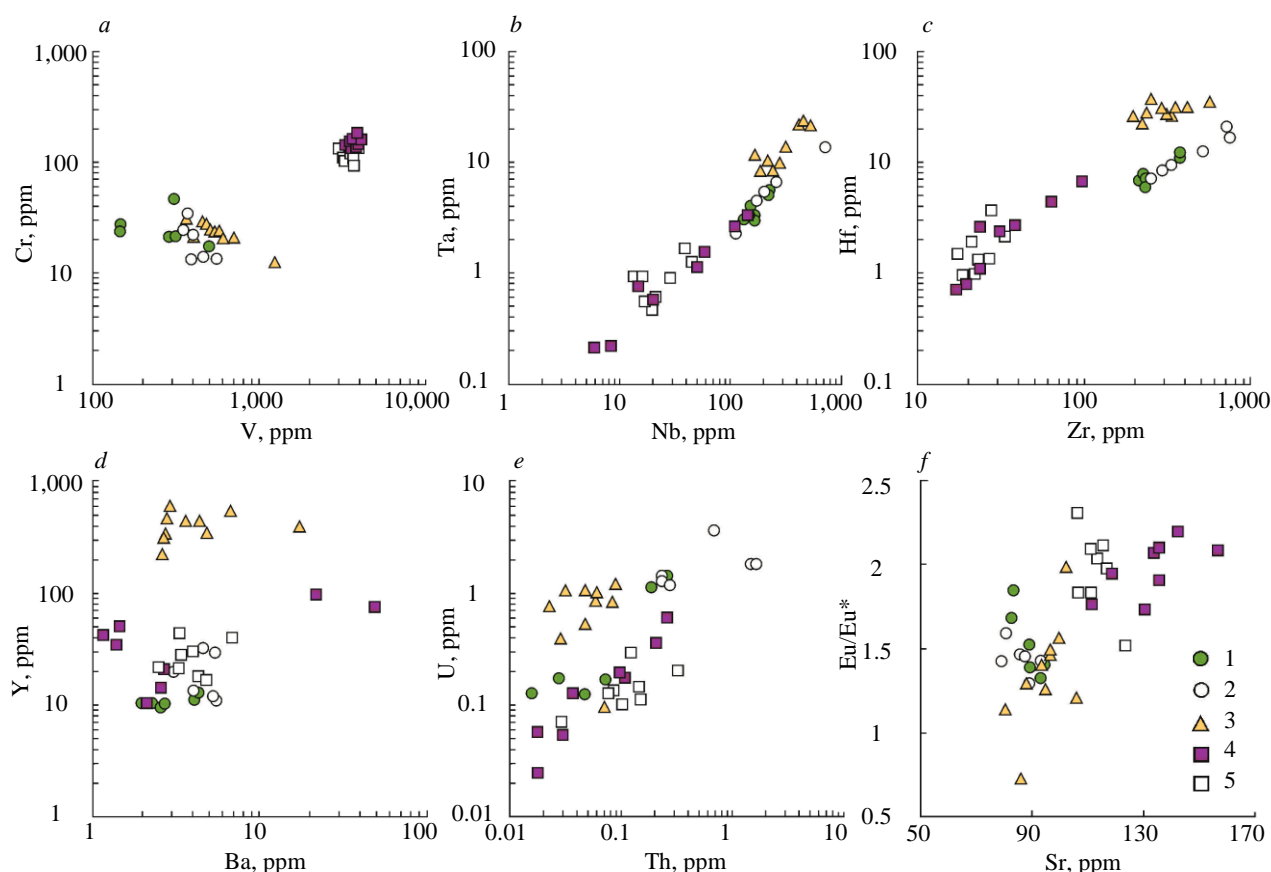 a
1,000
100
10
1
Cr, ppm
100
1,000
10,000
V, ppm
b
100
10
1
0.1
Ta, ppm
1
10
100
1,000
Nb, ppm
c
100
10
1
0.1
Hf, ppm
10
100
1,000
Zr, ppm
d
1,000
100
10
1
Y, ppm
1
10
100
Ba, ppm
e
10
1
0.1
0.01
U, ppm
0.01
0.1
1
10
Th, ppm
f
2.5
2
1.5
1
0.5
Eu/Eu*
50
90
130
170
Sr, ppm
1
2
3
4
5